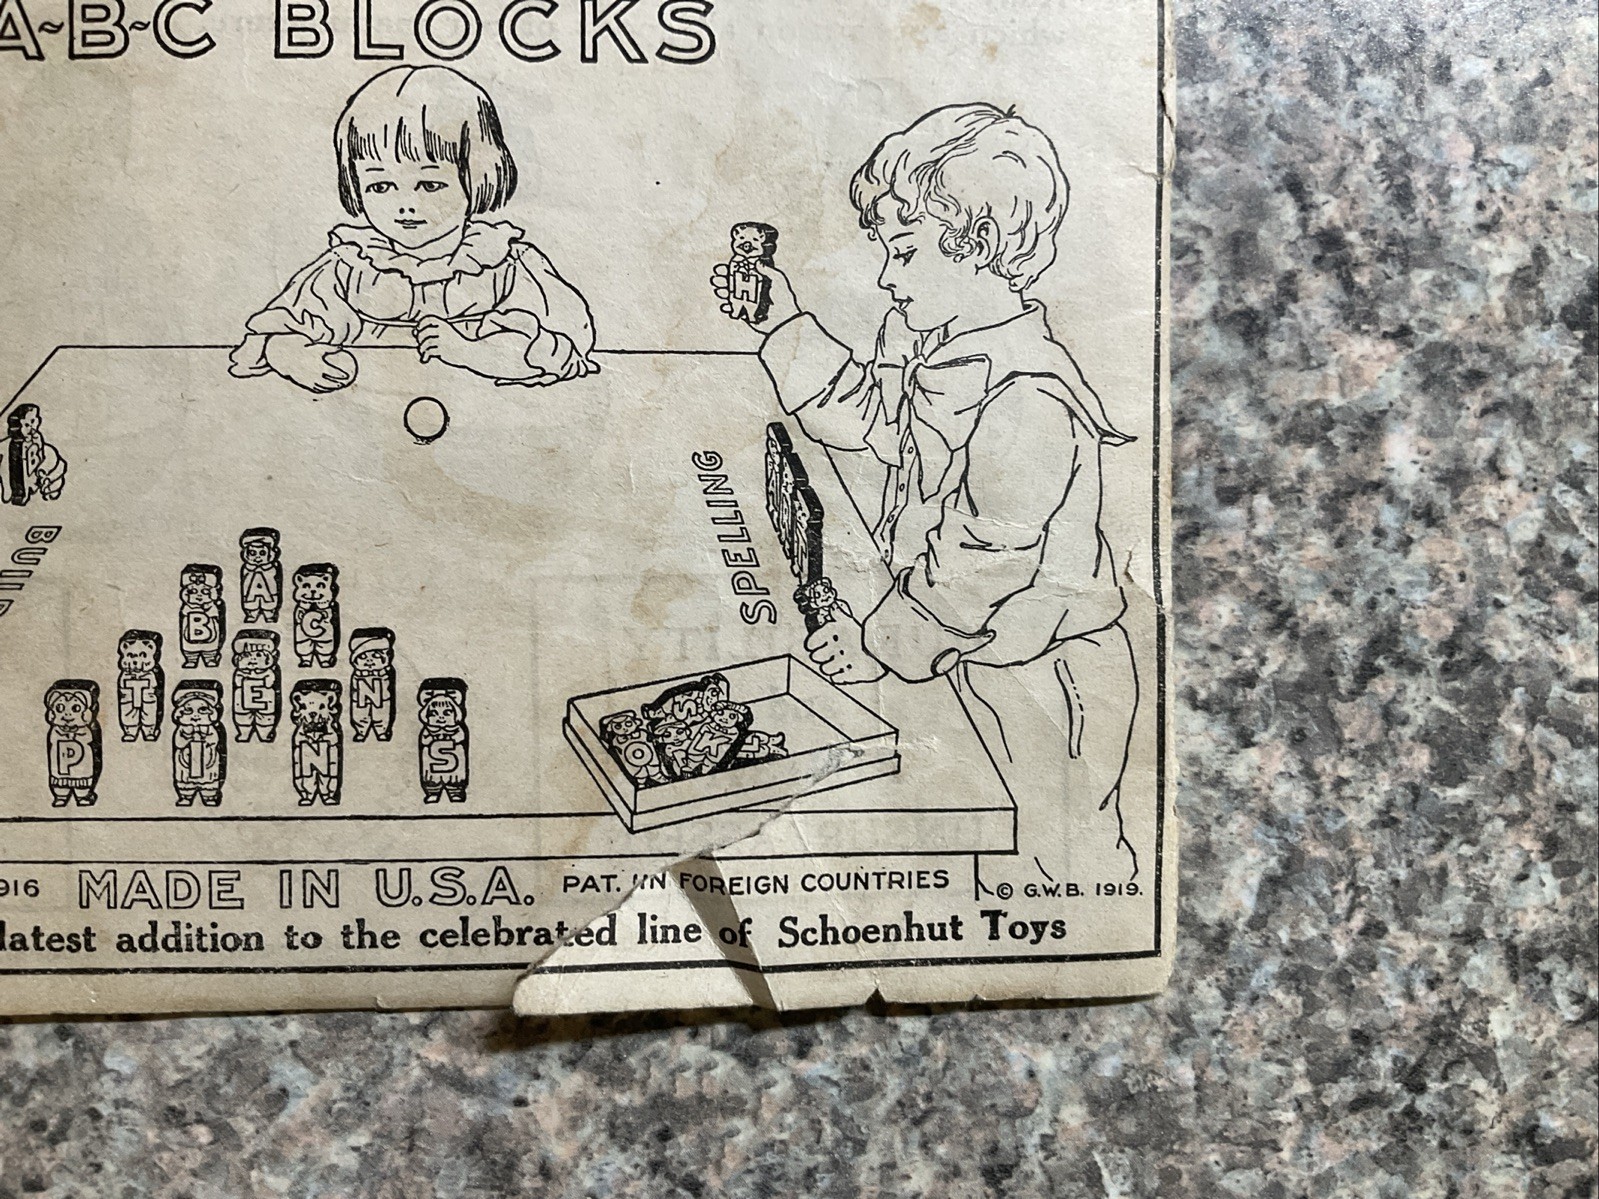 A~B~C BLOCKS
H
B
SPELLING
A
B C
T E N
P I N S
O S
916 MADE IN U.S.A. PAT. IN FOREIGN COUNTRIES © G.W.B. 1919.
latest addition to the celebrated line of Schoenhut Toys